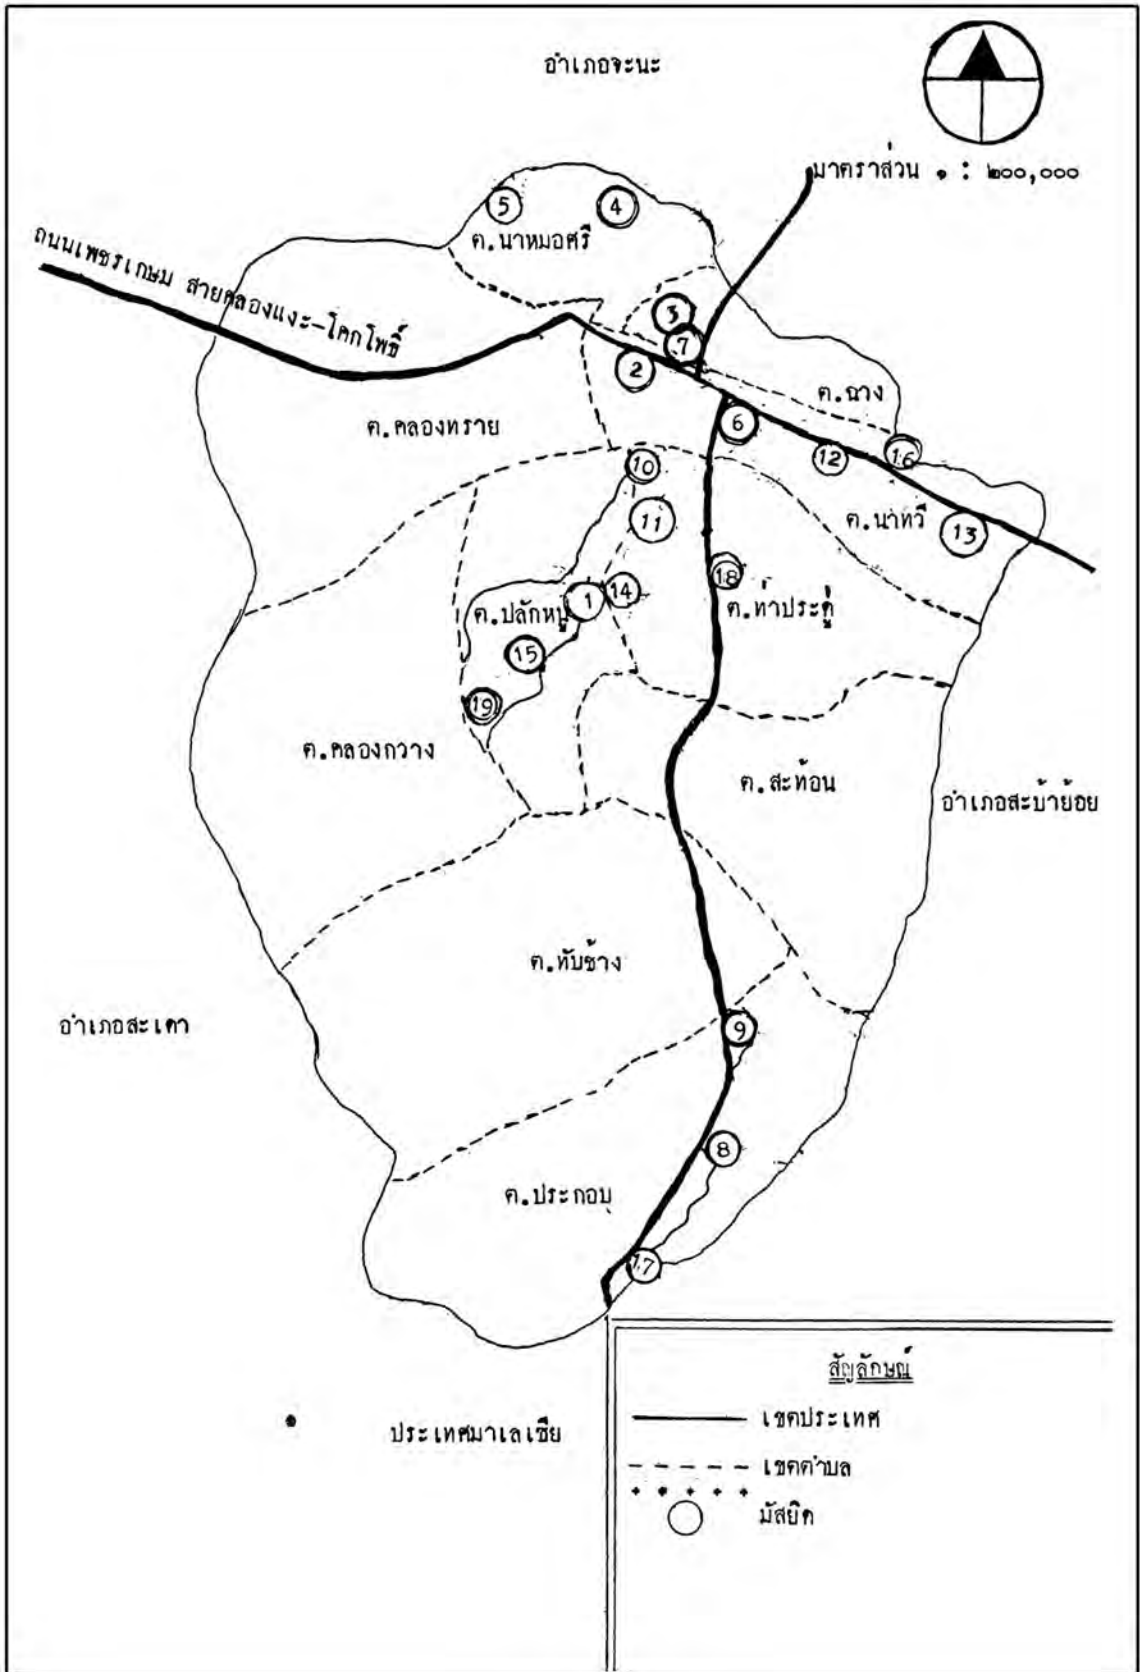 อำเภอจะนะ
มาตราส่วน ๑ : ๒๐๐,๐๐๐
5
4
ต.นาหมอศรี
ถนนเพชรเกษม สายคลองแงะ-โคกโพธิ์
3
7
2
ต.ฉาง
ต.คลองทราย
6
12
16
10
11
ต.นาทวี
13
18
1
14
ต.ปลักหนู
ต.ท่าประดู่
15
19
ต.คลองกวาง
ต.สะท้อน
อำเภอสะบ้าย้อย
ต.ทับช้าง
อำเภอสะเดา
9
8
ต.ประกอบ
17
สัญลักษณ์
ประเทศมาเลเซีย
เขตประเทศ
เขตตำบล
มัสยิด